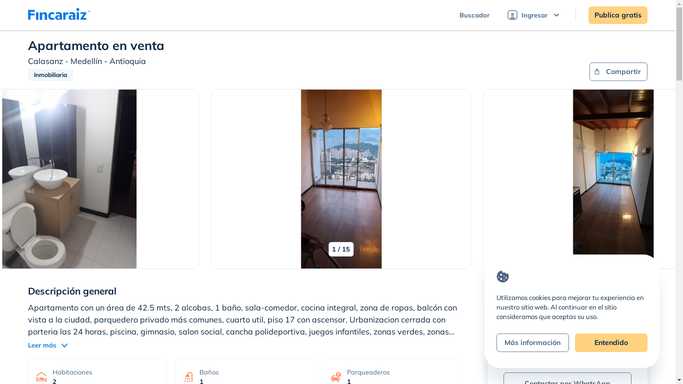 Fincaraiz
Buscador
Ingresar
Publica gratis
Apartamento en venta
Calasanz - Medellín - Antioquia
Inmobiliaria
Compartir
1 / 15
Descripción general
Apartamento con un área de 42.5 mts, 2 alcobas, 1 baño, sala-comedor, cocina integral, zona de ropas, balcón con
vista a la ciudad, parquedero privado más comunes, cuarto util, piso 17 con ascensor. Urbanizacion cerrada con
porteria las 24 horas, piscina, gimnasio, salon social, cancha polideportiva, juegos infantiles, zonas verdes, zonas...
Leer más
Habitaciones
2
Baños
1
Parqueaderos
1
Utilizamos cookies para mejorar tu experiencia en
nuestro sitio web. Al continuar en el sitio
consideramos que aceptas su uso.
Más información
Entendido
Contactar por WhatsApp